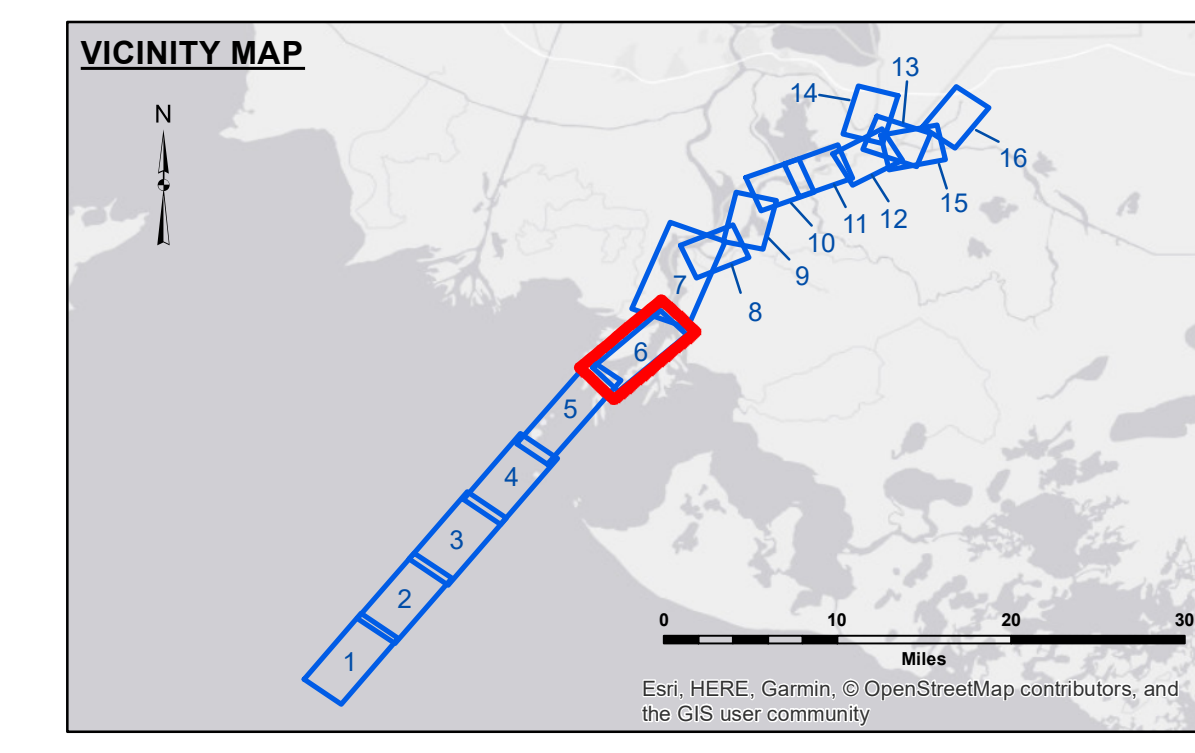 VICINITY MAP
N
13
14
16
15
12
11
10
9
8
7
6
5
4
3
2
1
0 10 20 30
Miles
Esri, HERE, Garmin, © OpenStreetMap contributors, and
the GIS user community